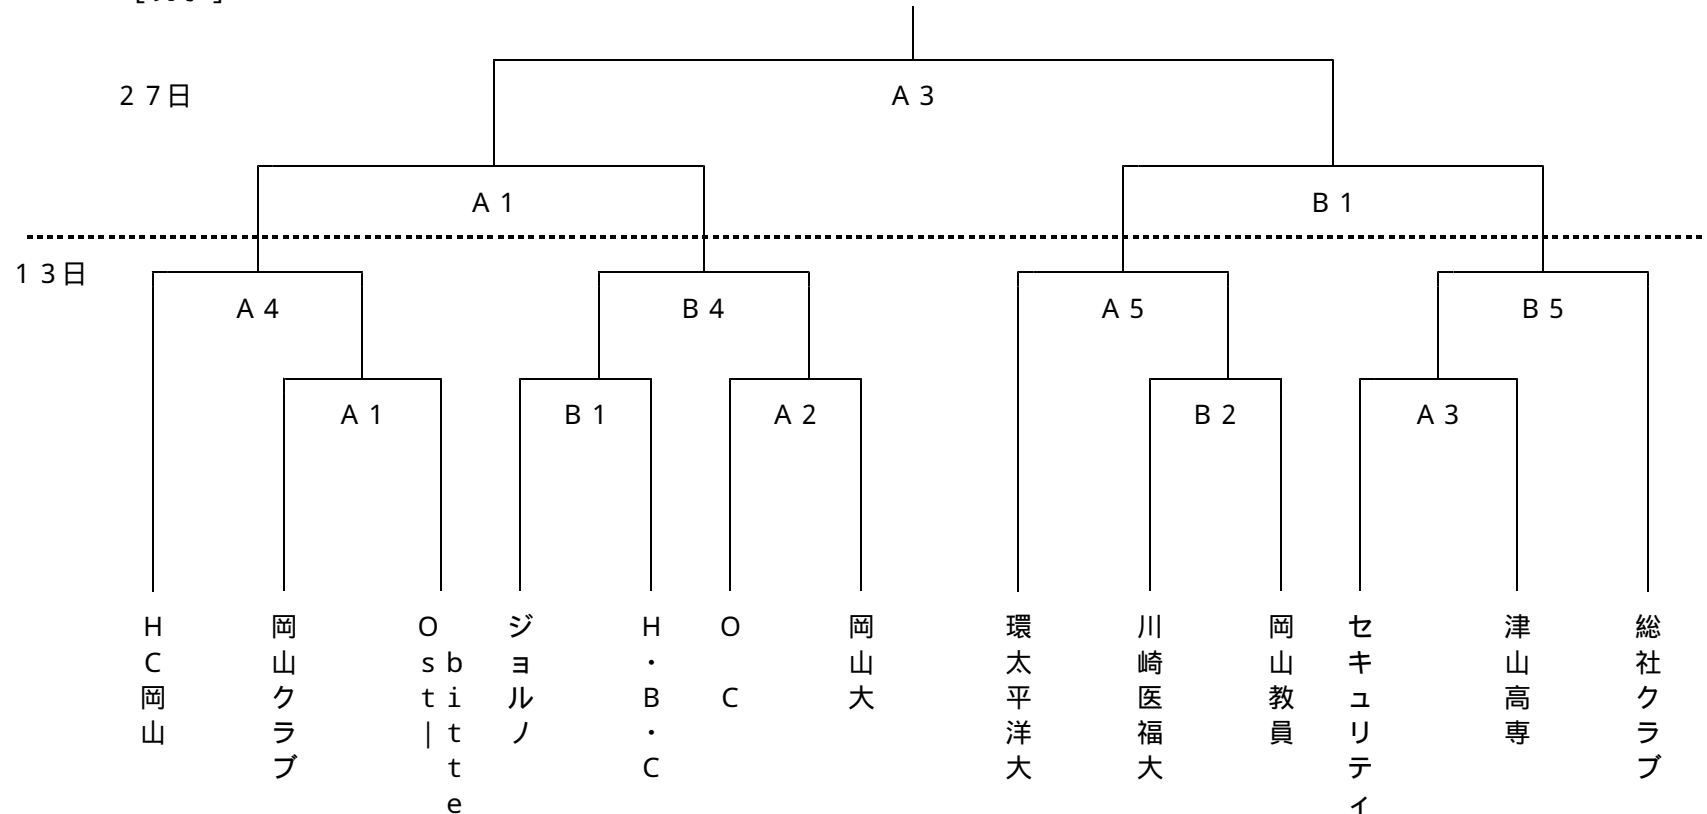 ２７日
Ａ３
Ａ１
Ｂ１
１３日
Ａ４
Ｂ４
Ａ５
Ｂ５
Ａ１
Ｂ１
Ａ２
Ｂ２
Ａ３
ＨＣ岡山
岡山クラブ
Ｏst｜
bitte
ジョルノ
Ｈ・Ｂ・Ｃ
Ｏ　Ｃ
岡山大
環太平洋大
川崎医福大
岡山教員
セキュリティ
津山高専
総社クラブ